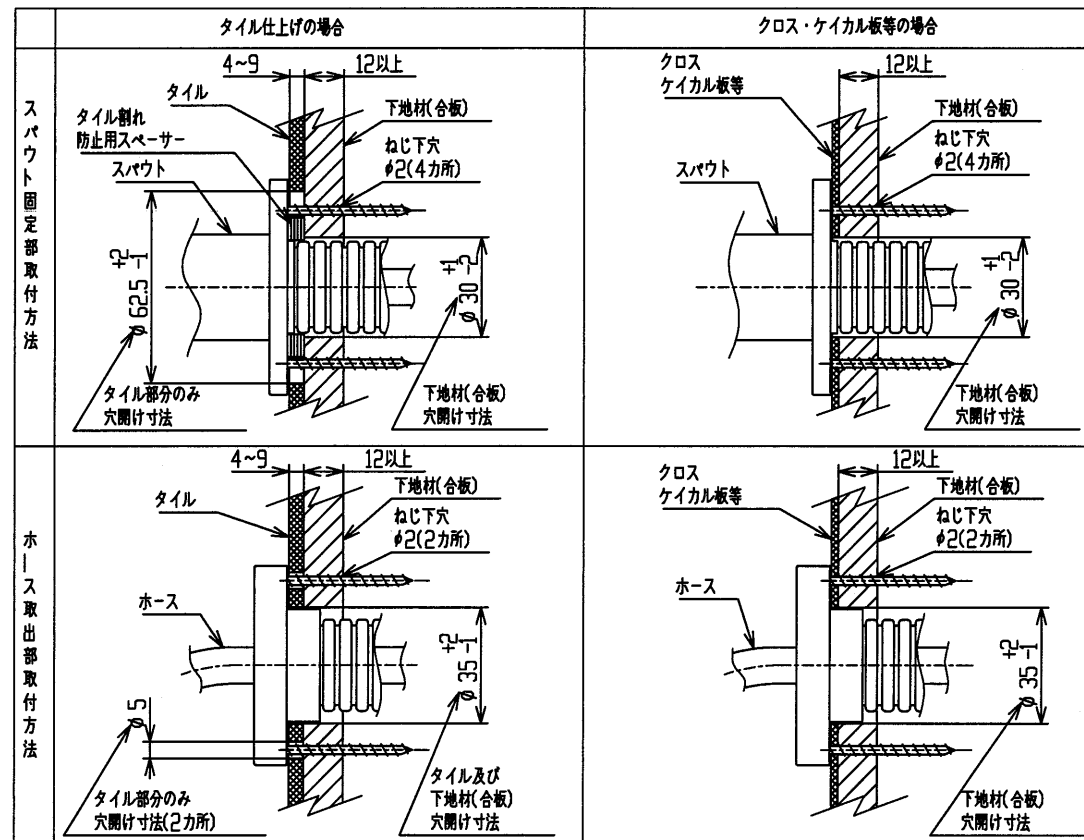 タイル仕上げの場合
クロス・ケイカル板等の場合
スパウト固定部取付方法
4~9
12以上
タイル
下地材(合板)
タイル割れ
防止用スペーサー
ねじ下穴
φ2(4カ所)
スパウト
φ62.5 +2 -1
φ30 +1 -2
タイル部分のみ
穴開け寸法
下地材(合板)
穴開け寸法
12以上
クロス
ケイカル板等
下地材(合板)
ねじ下穴
φ2(4カ所)
スパウト
φ30 +1 -2
下地材(合板)
穴開け寸法
ホース取出部取付方法
4~9
12以上
タイル
下地材(合板)
ねじ下穴
φ2(2カ所)
ホース
φ35 +2 -1
φ5
タイル部分のみ
穴開け寸法(2カ所)
タイル及び
下地材(合板)
穴開け寸法
12以上
クロス
ケイカル板等
下地材(合板)
ねじ下穴
φ2(2カ所)
ホース
φ35 +2 -1
下地材(合板)
穴開け寸法